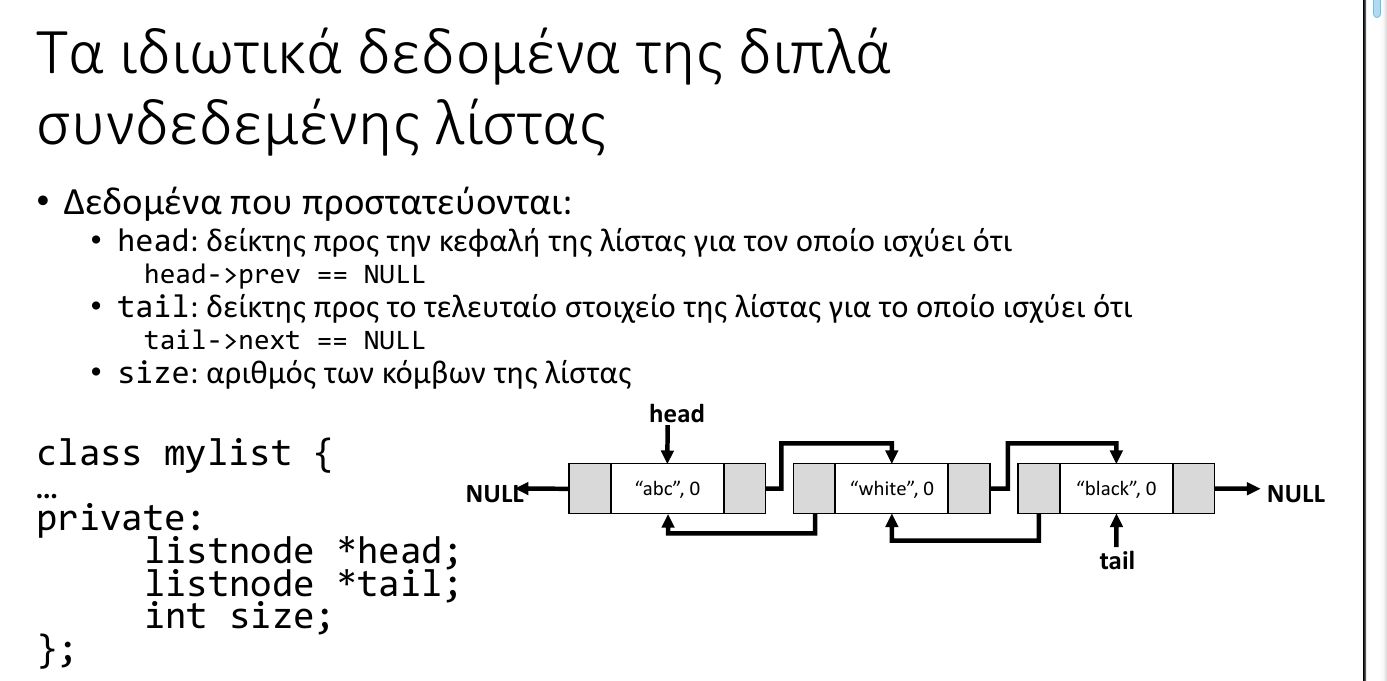 Τα ιδιωτικά δεδομένα της διπλά
συνδεδεμένης λίστας
• Δεδομένα που προστατεύονται:
• head: δείκτης προς την κεφαλή της λίστας για τον οποίο ισχύει ότι
head->prev == NULL
• tail: δείκτης προς το τελευταίο στοιχείο της λίστας για το οποίο ισχύει ότι
tail->next == NULL
• size: αριθμός των κόμβων της λίστας
class mylist {
…
private:
listnode *head;
listnode *tail;
int size;
};
head
NULL
“abc”, 0
“white”, 0
“black”, 0
NULL
tail